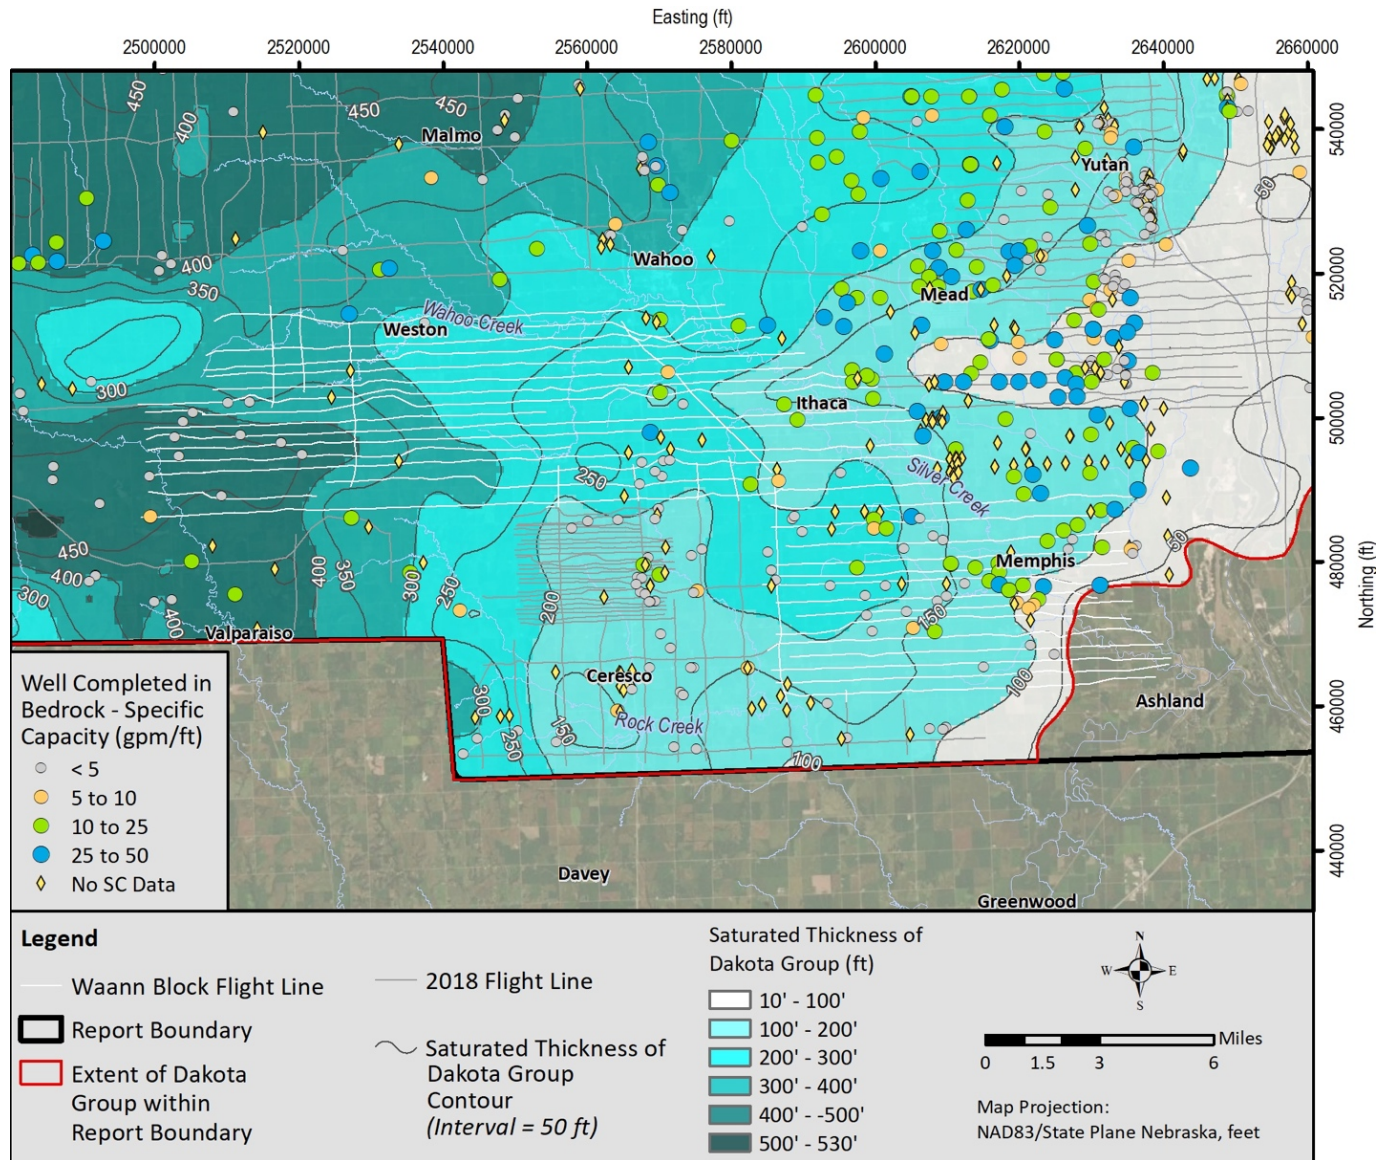 Easting (ft)
2500000 2520000 2540000 2560000 2580000 2600000 2620000 2640000 2660000
450
450
450
400
Malmo
Yutan
50
400
350
Wahoo
Mead
Wahoo Creek
Weston
300
Ithaca
250
Silver Creek
450
400
300
400
350
300
250
200
Memphis
50
150
400
Valparaiso
300
250
150
Ceresco
Rock Creek
100
100
Ashland
Davey
Greenwood
540000
520000
500000
480000
460000
440000
Northing (ft)
Well Completed in
Bedrock - Specific
Capacity (gpm/ft)
< 5
5 to 10
10 to 25
25 to 50
No SC Data
Legend
Waann Block Flight Line
Report Boundary
Extent of Dakota
Group within
Report Boundary
2018 Flight Line
Saturated Thickness of
Dakota Group
Contour
(Interval = 50 ft)
Saturated Thickness of
Dakota Group (ft)
10' - 100'
100' - 200'
200' - 300'
300' - 400'
400' - -500'
500' - 530'
N
W E
S
Miles
0 1.5 3 6
Map Projection:
NAD83/State Plane Nebraska, feet